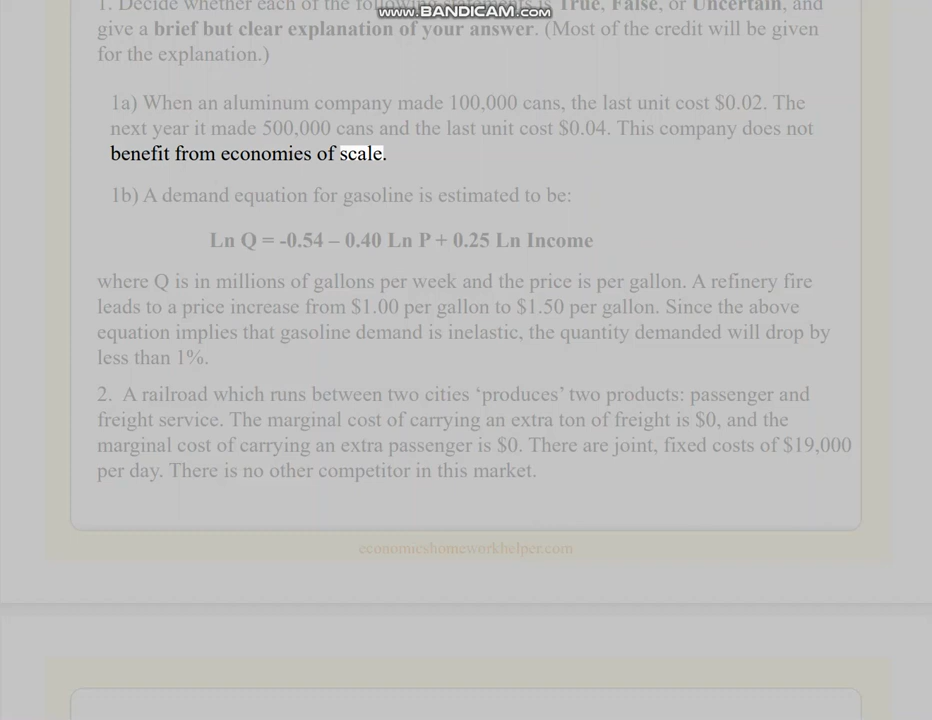 www.BANDICAM.com
1. Decide whether each of the following statements is True, False, or Uncertain, and
give a brief but clear explanation of your answer. (Most of the credit will be given
for the explanation.)
1a) When an aluminum company made 100,000 cans, the last unit cost $0.02. The
next year it made 500,000 cans and the last unit cost $0.04. This company does not
benefit from economies of scale.
1b) A demand equation for gasoline is estimated to be:
Ln Q = -0.54 – 0.40 Ln P + 0.25 Ln Income
where Q is in millions of gallons per week and the price is per gallon. A refinery fire
leads to a price increase from $1.00 per gallon to $1.50 per gallon. Since the above
equation implies that gasoline demand is inelastic, the quantity demanded will drop by
less than 1%.
2. A railroad which runs between two cities ‘produces’ two products: passenger and
freight service. The marginal cost of carrying an extra ton of freight is $0, and the
marginal cost of carrying an extra passenger is $0. There are joint, fixed costs of $19,000
per day. There is no other competitor in this market.
economicshomeworkhelper.com